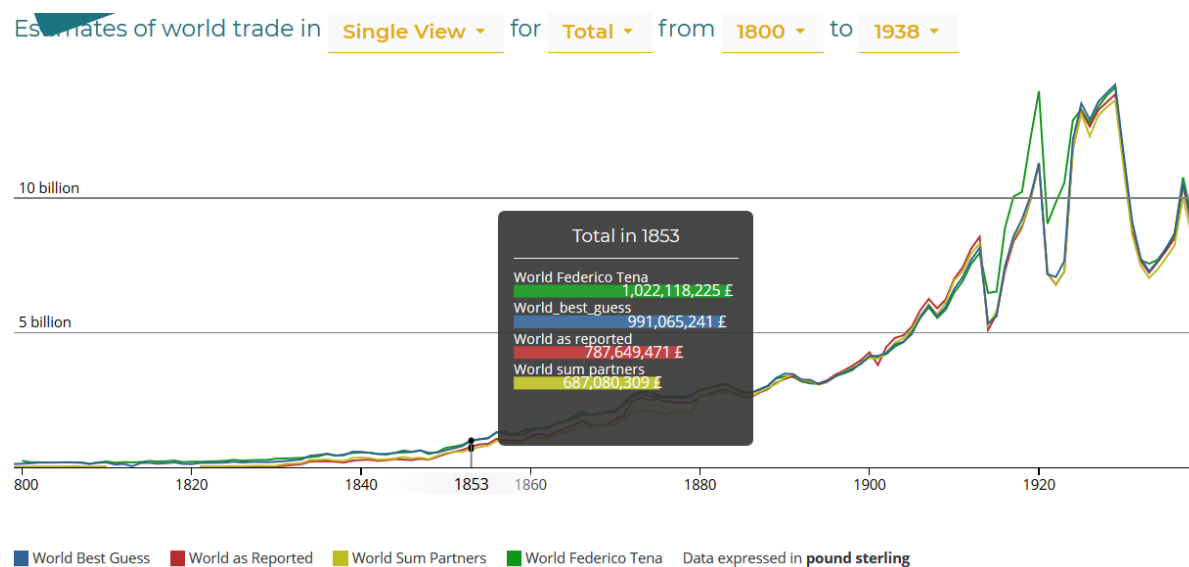 Estimates of world trade in Single View for Total from 1800 to 1938
10 billion
Total in 1853
World Federico Tena
1,022,118,225 £
World_best_guess
991,065,241 £
5 billion
World as reported
787,649,471 £
World sum partners
687,080,309 £
800 1820 1840 1853 1860 1880 1900 1920
World Best Guess World as Reported World Sum Partners World Federico Tena Data expressed in pound sterling